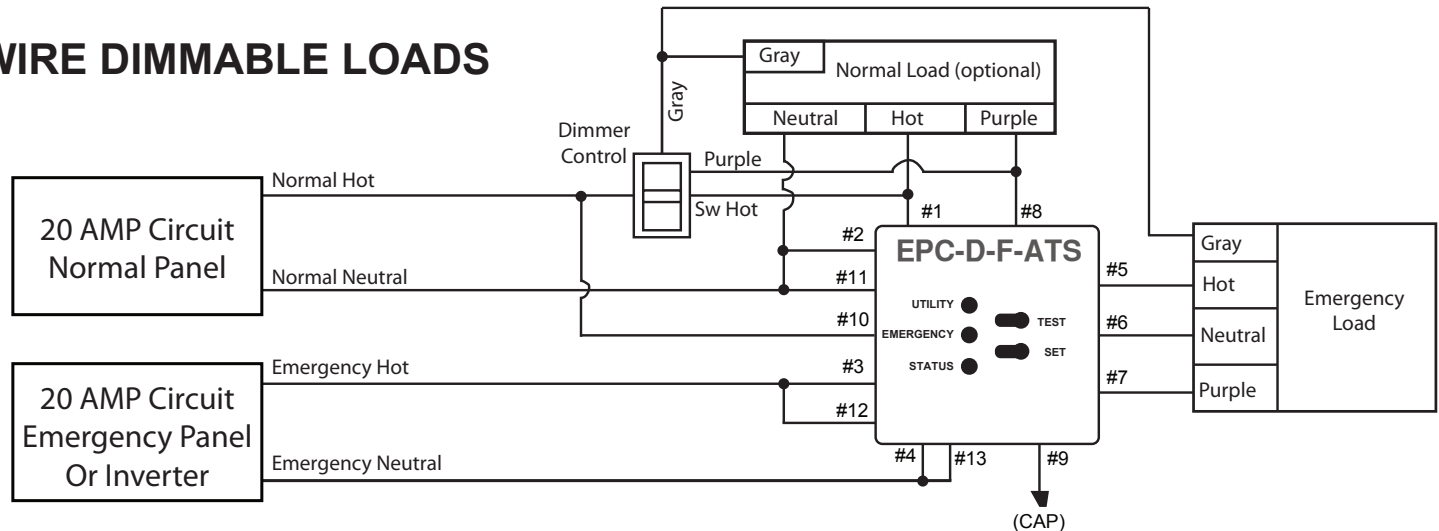 WIRE DIMMABLE LOADS
Gray
Normal Load (optional)
Neutral
Hot
Purple
Gray
Dimmer
Control
Purple
Sw Hot
Normal Hot
20 AMP Circuit
Normal Panel
Normal Neutral
#1
#8
#2
#11
#10
#3
#12
#4
#13
#9
(CAP)
EPC-D-F-ATS
UTILITY
EMERGENCY
STATUS
TEST
SET
#5
#6
#7
Gray
Hot
Neutral
Purple
Emergency
Load
Emergency Hot
20 AMP Circuit
Emergency Panel
Or Inverter
Emergency Neutral